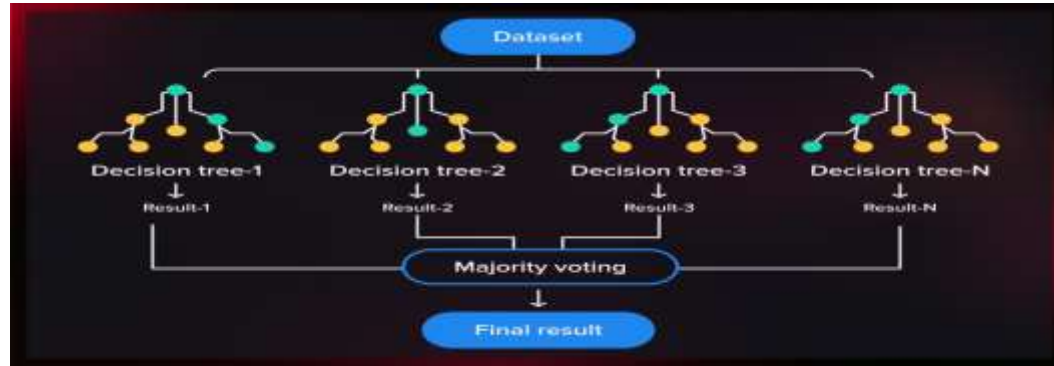 Dataset
Decision tree-1 Decision tree-2 Decision tree-3 Decision tree-N
Result-1 Result-2 Result-3 Result-N
Majority voting
Final result